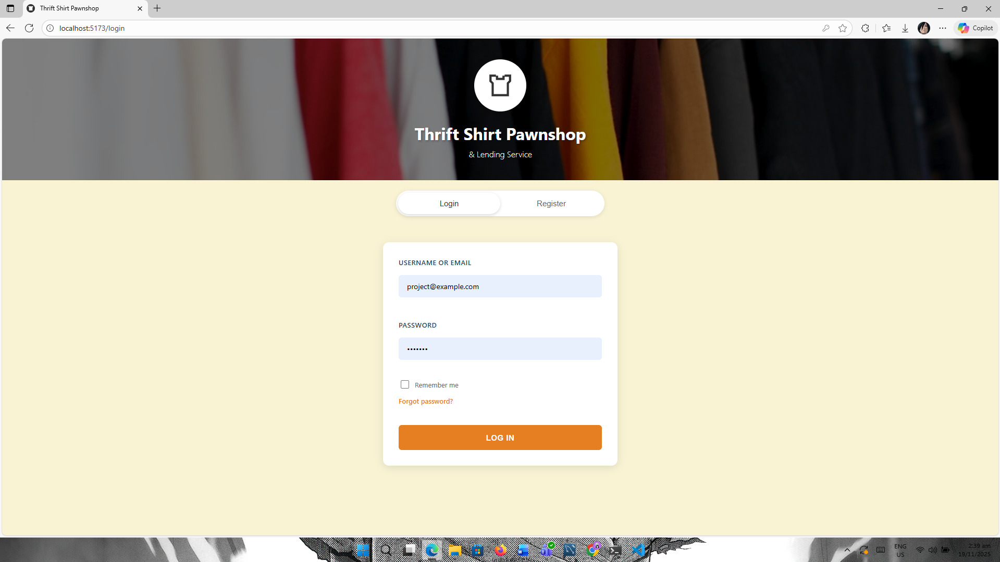 Thrift Shirt Pawnshop
localhost:5173/login
Copilot
Thrift Shirt Pawnshop
& Lending Service
Login Register
USERNAME OR EMAIL
project@example.com
PASSWORD
•••••••
Remember me
Forgot password?
LOG IN
ENG
US
2:39 am
19/11/2025